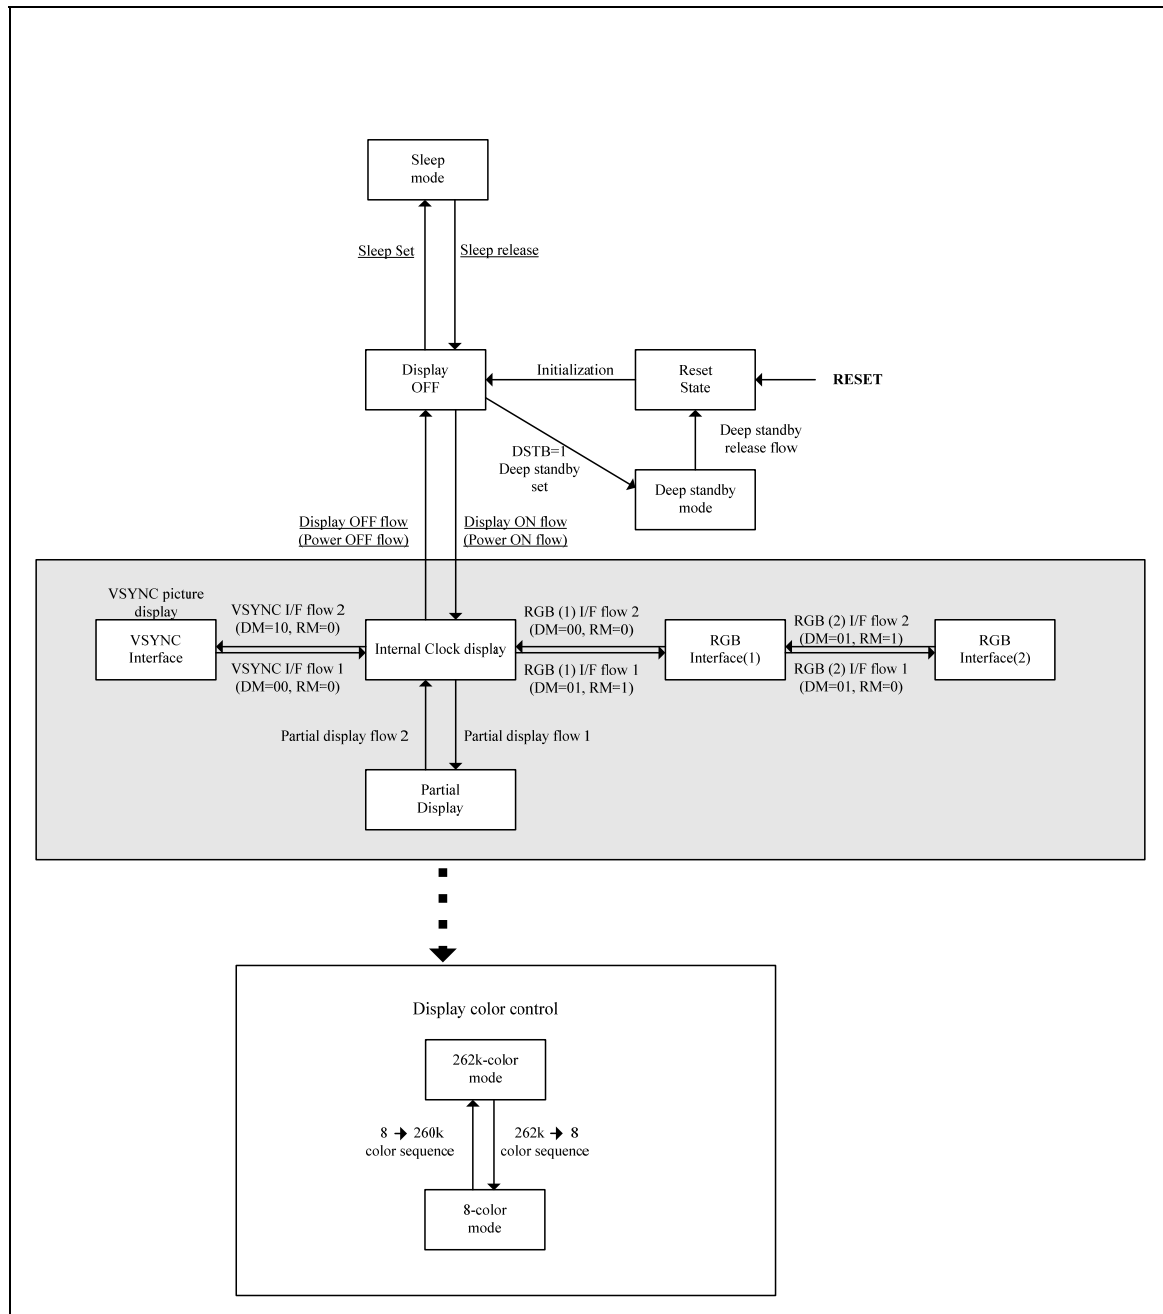 Sleep
mode
Sleep Set
Sleep release
Display
OFF
Initialization
Reset
State
RESET
Deep standby
release flow
DSTB=1
Deep standby
set
Deep standby
mode
Display OFF flow
(Power OFF flow)
Display ON flow
(Power ON flow)
VSYNC picture
display
VSYNC
Interface
VSYNC I/F flow 2
(DM=10, RM=0)
VSYNC I/F flow 1
(DM=00, RM=0)
Internal Clock display
RGB (1) I/F flow 2
(DM=00, RM=0)
RGB (1) I/F flow 1
(DM=01, RM=1)
RGB
Interface(1)
RGB (2) I/F flow 2
(DM=01, RM=1)
RGB (2) I/F flow 1
(DM=01, RM=0)
RGB
Interface(2)
Partial display flow 2
Partial display flow 1
Partial
Display
Display color control
262k-color
mode
8 → 260k
color sequence
262k → 8
color sequence
8-color
mode